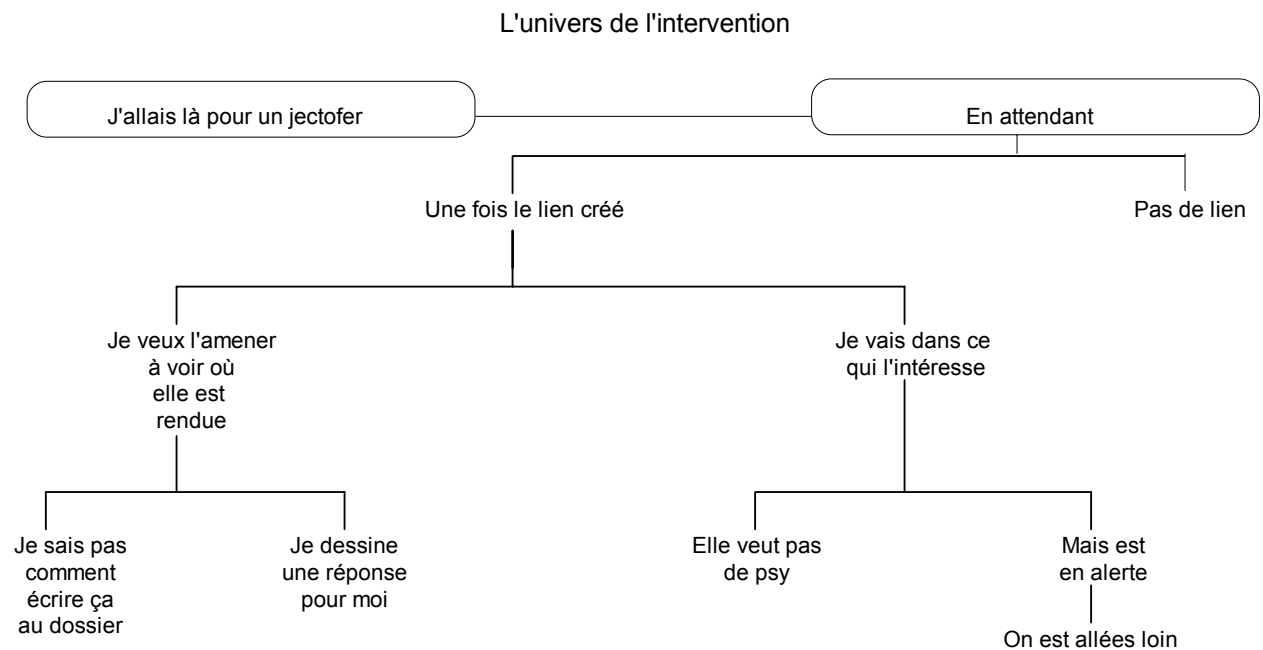 L'univers de l'intervention
J'allais là pour un jectofer
En attendant
Une fois le lien créé
Pas de lien
Je veux l'amener
à voir où
elle est
rendue
Je vais dans ce
qui l'intéresse
Je sais pas
comment
écrire ça
au dossier
Je dessine
une réponse
pour moi
Elle veut pas
de psy
Mais est
en alerte
On est allées loin